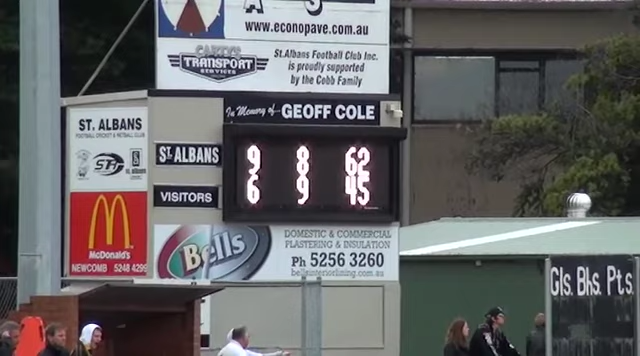 www.econopave.com.au
CARTY'S
TRANSPORT
SERVICES
St.Albans Football Club Inc.
is proudly supported
by the Cobb Family
In Memory of GEOFF COLE
ST. ALBANS
FOOTBALL CRICKET & NETBALL CLUB
ST. ALBANS
9 8 62
6 9 45
VISITORS
McDonald's
NEWCOMB 5248 4299
Bells
DOMESTIC & COMMERCIAL
PLASTERING & INSULATION
Ph 5256 3260
bellsinteriorlining.com.au
Gls. Bhs. Pts.